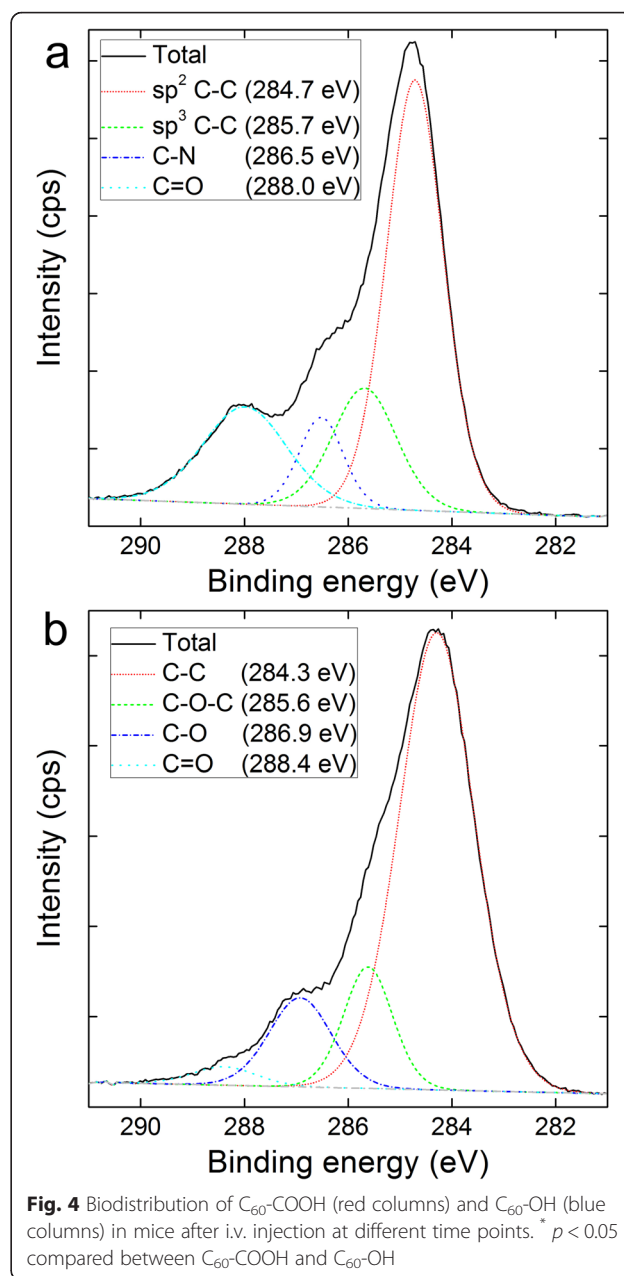 a
Total
sp² C-C (284.7 eV)
sp³ C-C (285.7 eV)
C-N (286.5 eV)
C=O (288.0 eV)
Intensity (cps)
290 288 286 284 282
Binding energy (eV)
b
Total
C-C (284.3 eV)
C-O-C (285.6 eV)
C-O (286.9 eV)
C=O (288.4 eV)
Intensity (cps)
290 288 286 284 282
Binding energy (eV)
Fig. 4 Biodistribution of C₆₀-COOH (red columns) and C₆₀-OH (blue
columns) in mice after i.v. injection at different time points. * p < 0.05
compared between C₆₀-COOH and C₆₀-OH